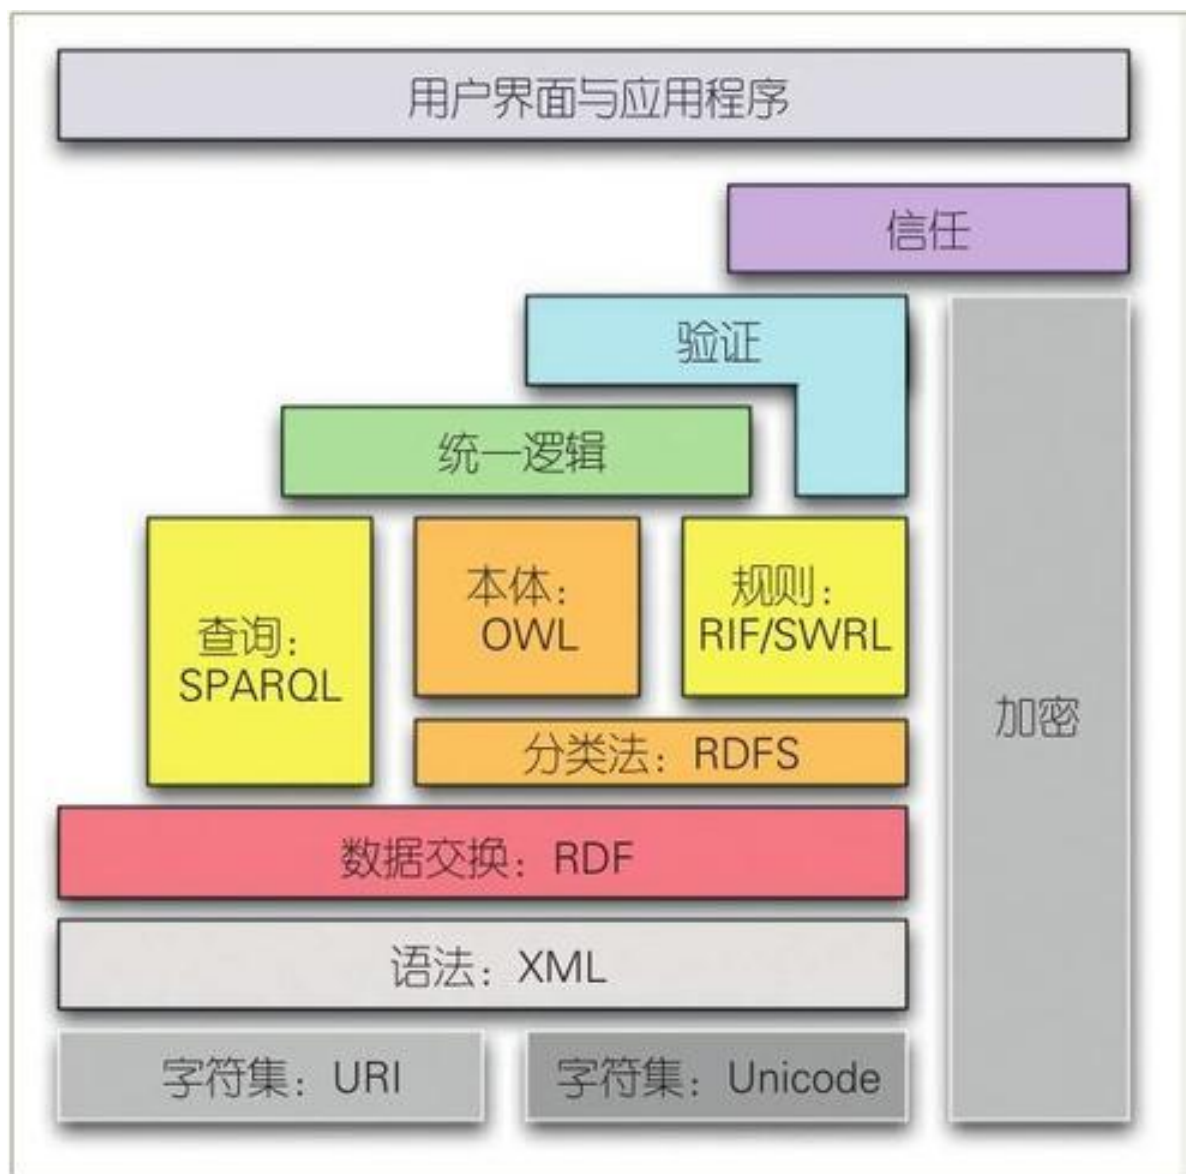 用户界面与应用程序
信任
验证
统一逻辑
查询：
SPARQL
本体：
OWL
规则：
RIF/SWRL
加密
分类法：RDFS
数据交换：RDF
语法：XML
字符集：URI
字符集：Unicode